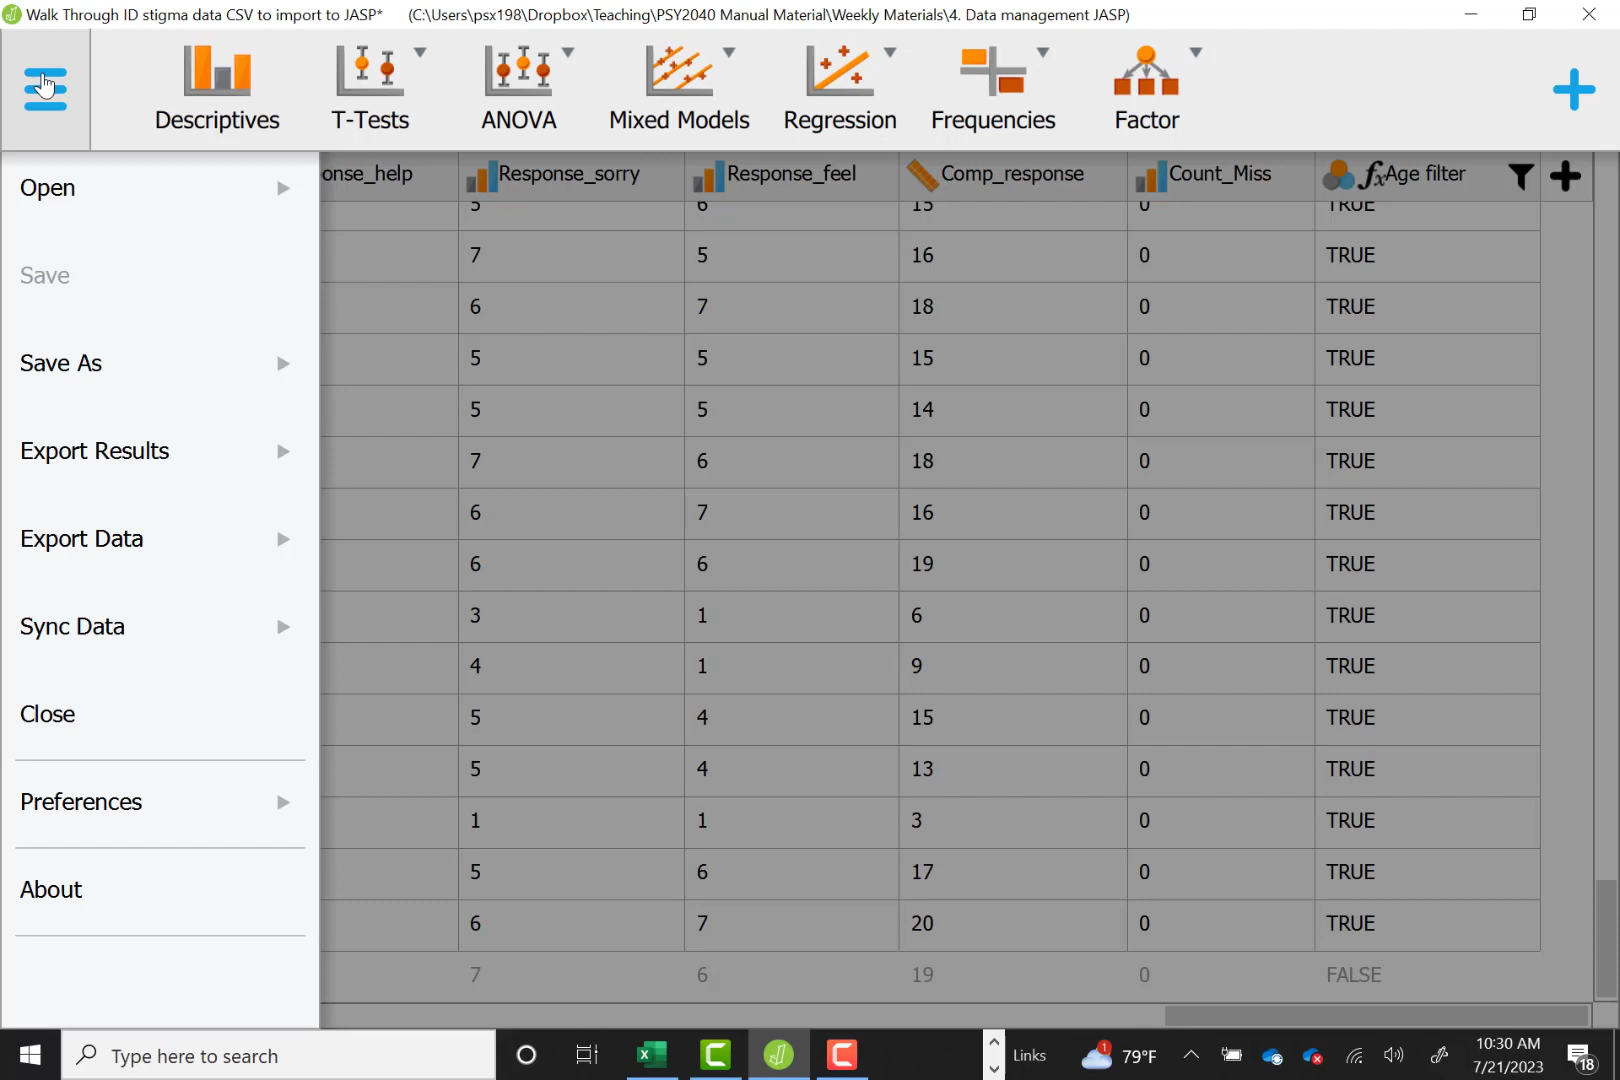 Walk Through ID stigma data CSV to import to JASP* (C:\Users\psx198\Dropbox\Teaching\PSY2040 Manual Material\Weekly Materials\4. Data management JASP)
Descriptives T-Tests ANOVA Mixed Models Regression Frequencies Factor
onse_help Response_sorry Response_feel Comp_response Count_Miss fx Age filter
5 6 15 0 TRUE
7 5 16 0 TRUE
6 7 18 0 TRUE
5 5 15 0 TRUE
5 5 14 0 TRUE
7 6 18 0 TRUE
6 7 16 0 TRUE
6 6 19 0 TRUE
3 1 6 0 TRUE
4 1 9 0 TRUE
5 4 15 0 TRUE
5 4 13 0 TRUE
1 1 3 0 TRUE
5 6 17 0 TRUE
6 7 20 0 TRUE
7 6 19 0 FALSE
Open
Save
Save As
Export Results
Export Data
Sync Data
Close
Preferences
About
Type here to search
Links
1
79°F
10:30 AM
7/21/2023
18